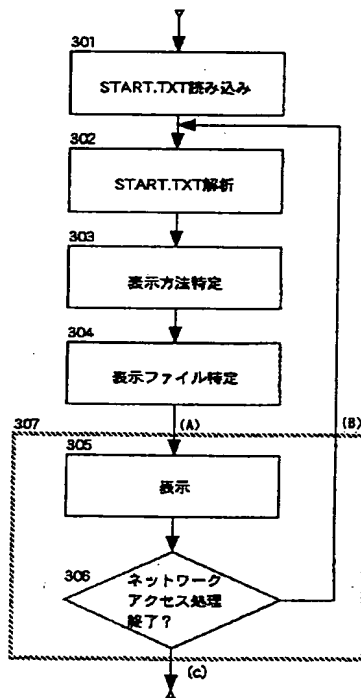 301
START.TXT読み込み
302
START.TXT解析
303
表示方法特定
304
表示ファイル特定
307
(A)
(B)
305
表示
306
ネットワーク
アクセス処理
終了?
(C)